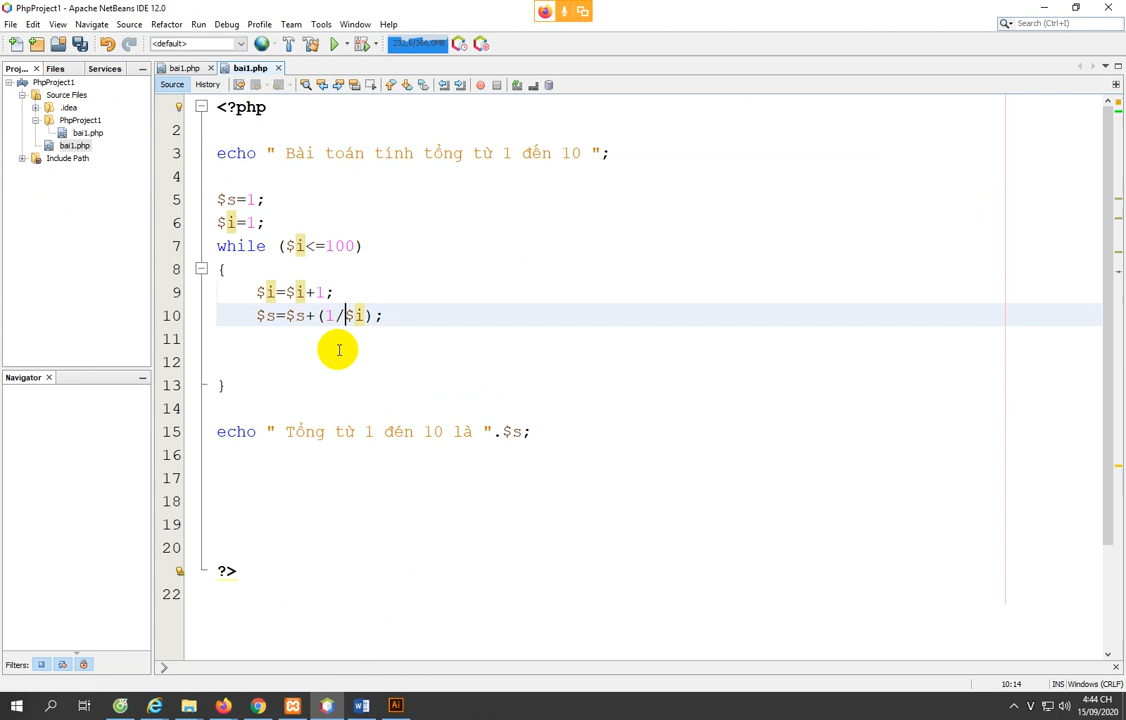 PhpProject1 - Apache NetBeans IDE 12.0
File Edit View Navigate Source Refactor Run Debug Profile Team Tools Window Help
Search (Ctrl+I)
<default>
Proj... Files Services
bai1.php bai1.php
PhpProject1
Source Files
.idea
PhpProject1
bai1.php
bai1.php
Include Path
Source History
<?php
2
3 echo " Bài toán tính tổng từ 1 đến 10 ";
4
5 $s=1;
6 $i=1;
7 while ($i<=100)
8 {
9 $i=$i+1;
10 $s=$s+(1/$i);
11
12
13 }
14
15 echo " Tổng từ 1 đén 10 là ".$s;
16
17
18
19
20
?>
22
Navigator
Filters:
10:14 INS Windows (CRLF)
4:44 CH
15/09/2020